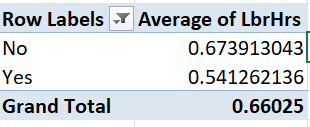 Row Labels Average of LbrHrs
No 0.673913043
Yes 0.541262136
Grand Total 0.66025